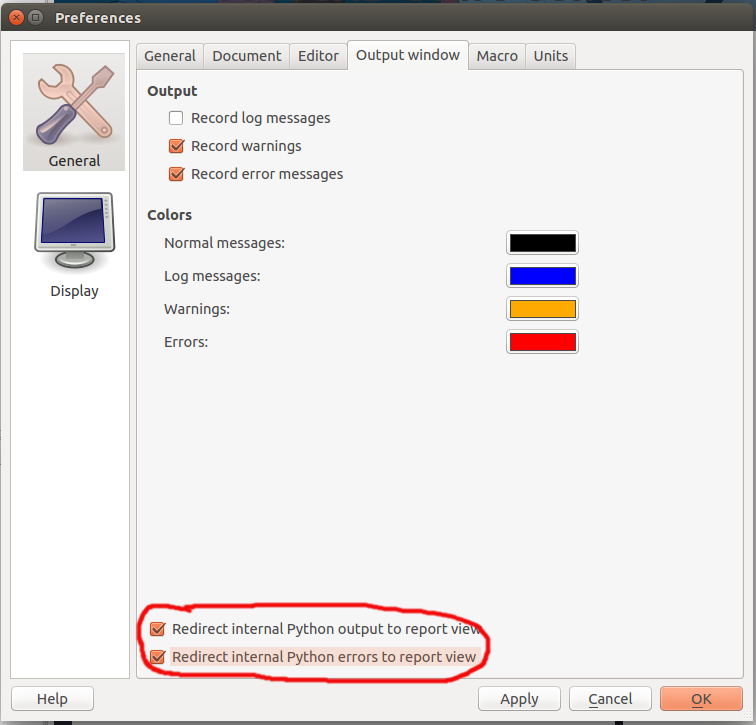 Preferences
General
Display
General Document Editor Output window Macro Units
Output
Record log messages
Record warnings
Record error messages
Colors
Normal messages:
Log messages:
Warnings:
Errors:
Redirect internal Python output to report view
Redirect internal Python errors to report view
Help Apply Cancel OK